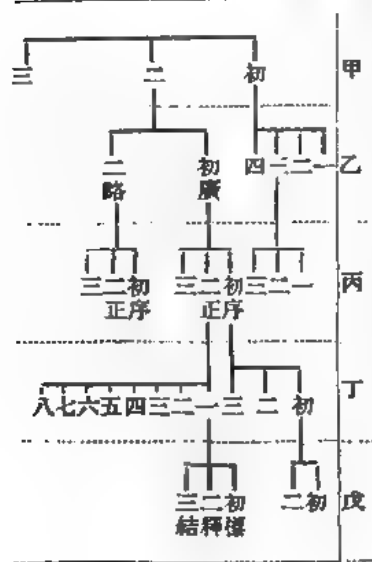 甲 初 二 三
乙 一 二 三 四 初廣 二略
丙 一 二 三 初序 二正 三 初序 二正 三
丁 初 二 三 一 二 三 四 五 六 七 八
戊 初 二 初標 二釋 三結